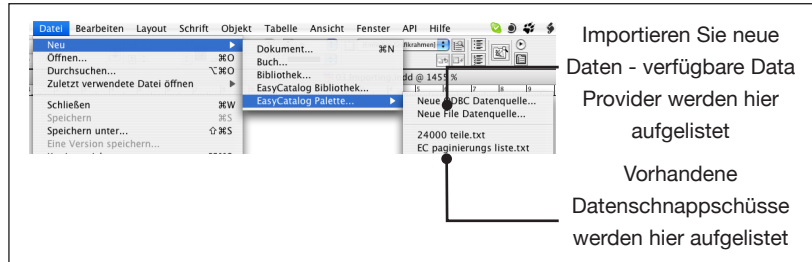 Datei Bearbeiten Layout Schrift Objekt Tabelle Ansicht Fenster API Hilfe
Neu
Öffnen... ⌘O
Durchsuchen... ⌥⌘O
Zuletzt verwendete Datei öffnen
Schließen ⌘W
Speichern ⌘S
Speichern unter... ⇧⌘S
Eine Version speichern...
Dokument... ⌘N
Buch...
Bibliothek...
EasyCatalog Bibliothek...
EasyCatalog Palette...
Neue ODBC Datenquelle...
Neue File Datenquelle...
24000 teile.txt
EC paginierungs liste.txt
Importieren Sie neue
Daten - verfügbare Data
Provider werden hier
aufgelistet
Vorhandene
Datenschnappschüsse
werden hier aufgelistet